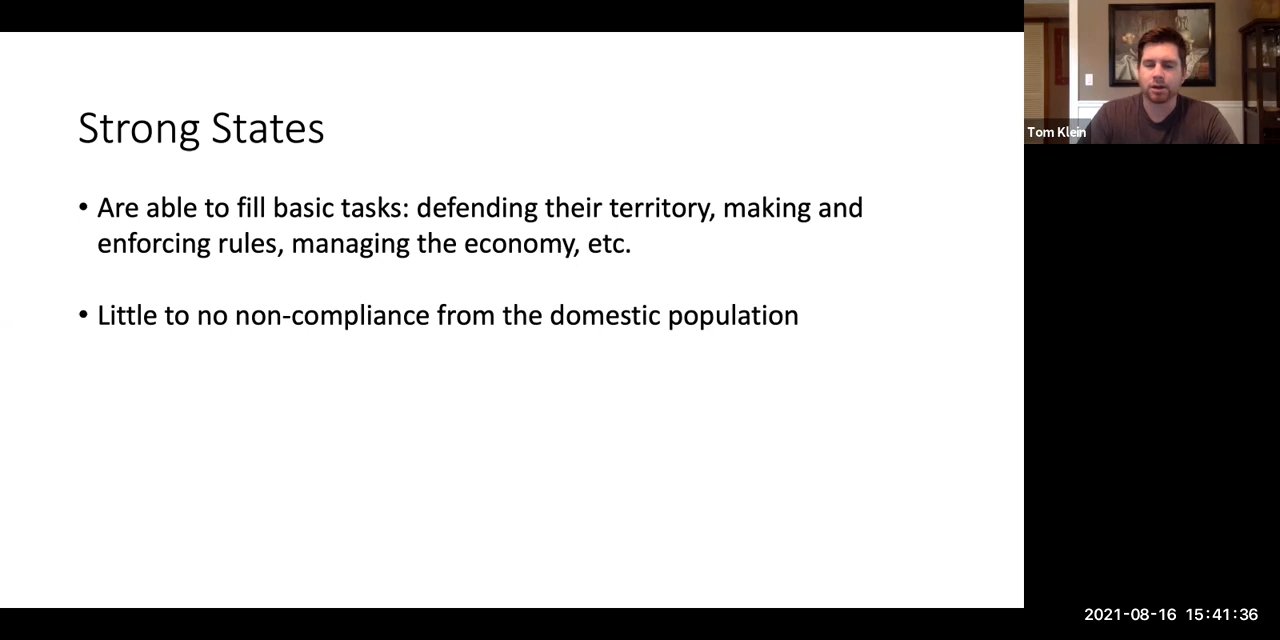 Strong States
• Are able to fill basic tasks: defending their territory, making and
enforcing rules, managing the economy, etc.
• Little to no non-compliance from the domestic population
Tom Klein
2021-08-16 15:41:36